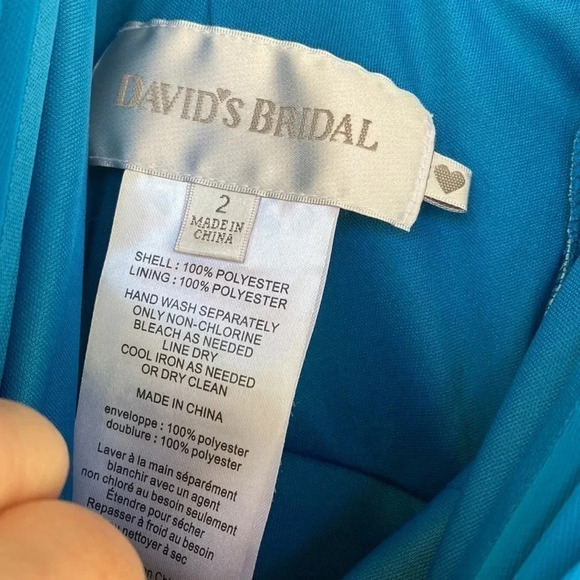 DAVID'S BRIDAL
2
MADE IN
CHINA
SHELL : 100% POLYESTER
LINING : 100% POLYESTER
HAND WASH SEPARATELY
ONLY NON-CHLORINE
BLEACH AS NEEDED
LINE DRY
COOL IRON AS NEEDED
OR DRY CLEAN
MADE IN CHINA
enveloppe : 100% polyester
doublure : 100% polyester
Laver à la main séparément
blanchir avec un agent
non chloré au besoin seulement
Étendre pour sécher
Repasser à froid au besoin
nettoyer à sec